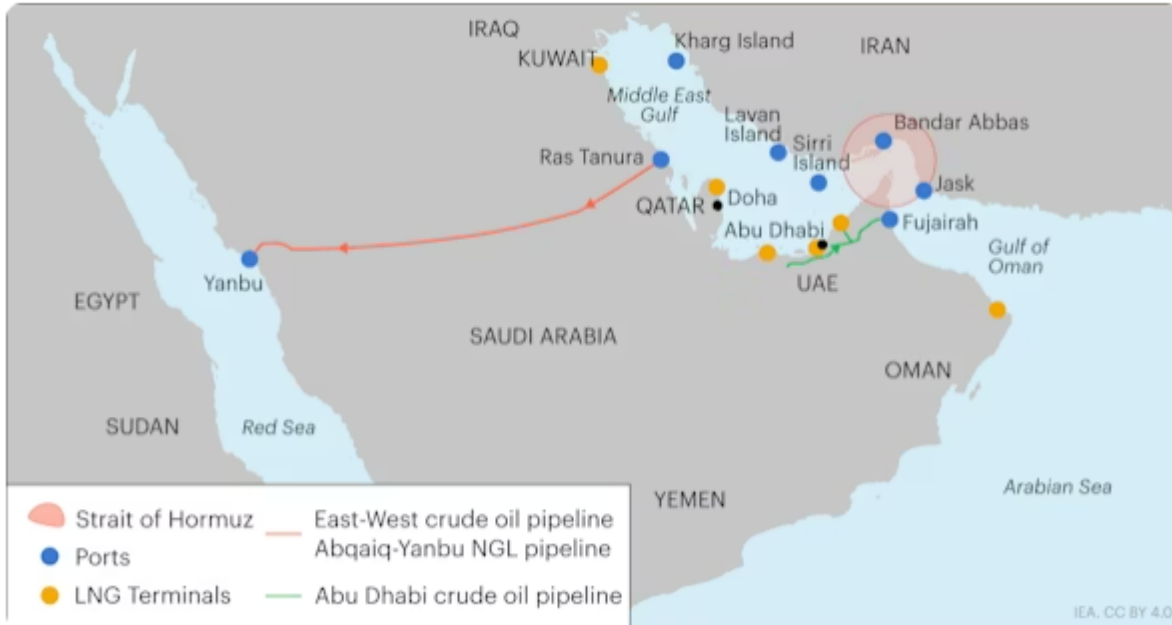 IRAQ
KUWAIT
Kharg Island
IRAN
Middle East
Gulf
Lavan
Island
Sirri
Island
Bandar Abbas
Ras Tanura
Jask
QATAR
Doha
Abu Dhabi
Fujairah
Gulf of
Oman
Yanbu
UAE
EGYPT
SAUDI ARABIA
OMAN
SUDAN
Red Sea
YEMEN
Arabian Sea
Strait of Hormuz
Ports
LNG Terminals
East-West crude oil pipeline
Abqaiq-Yanbu NGL pipeline
Abu Dhabi crude oil pipeline
IEA. CC BY 4.0